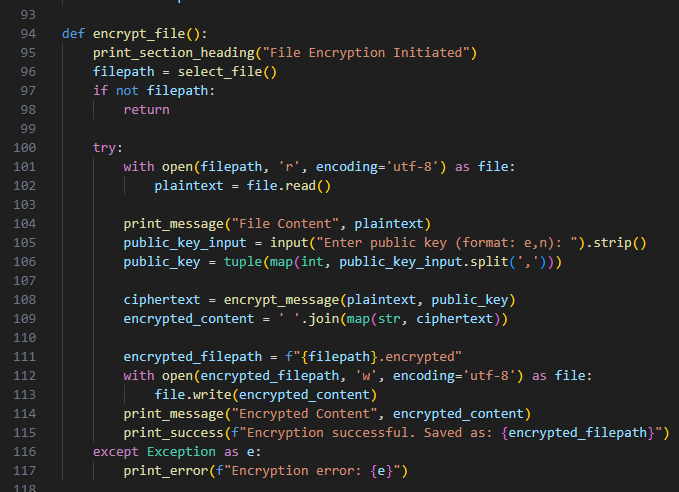 93
94 def encrypt_file():
95     print_section_heading("File Encryption Initiated")
96     filepath = select_file()
97     if not filepath:
98         return
99
100     try:
101         with open(filepath, 'r', encoding='utf-8') as file:
102             plaintext = file.read()
103
104         print_message("File Content", plaintext)
105         public_key_input = input("Enter public key (format: e,n): ").strip()
106         public_key = tuple(map(int, public_key_input.split(',')))
107
108         ciphertext = encrypt_message(plaintext, public_key)
109         encrypted_content = ' '.join(map(str, ciphertext))
110
111         encrypted_filepath = f"{filepath}.encrypted"
112         with open(encrypted_filepath, 'w', encoding='utf-8') as file:
113             file.write(encrypted_content)
114         print_message("Encrypted Content", encrypted_content)
115         print_success(f"Encryption successful. Saved as: {encrypted_filepath}")
116     except Exception as e:
117         print_error(f"Encryption error: {e}")
118